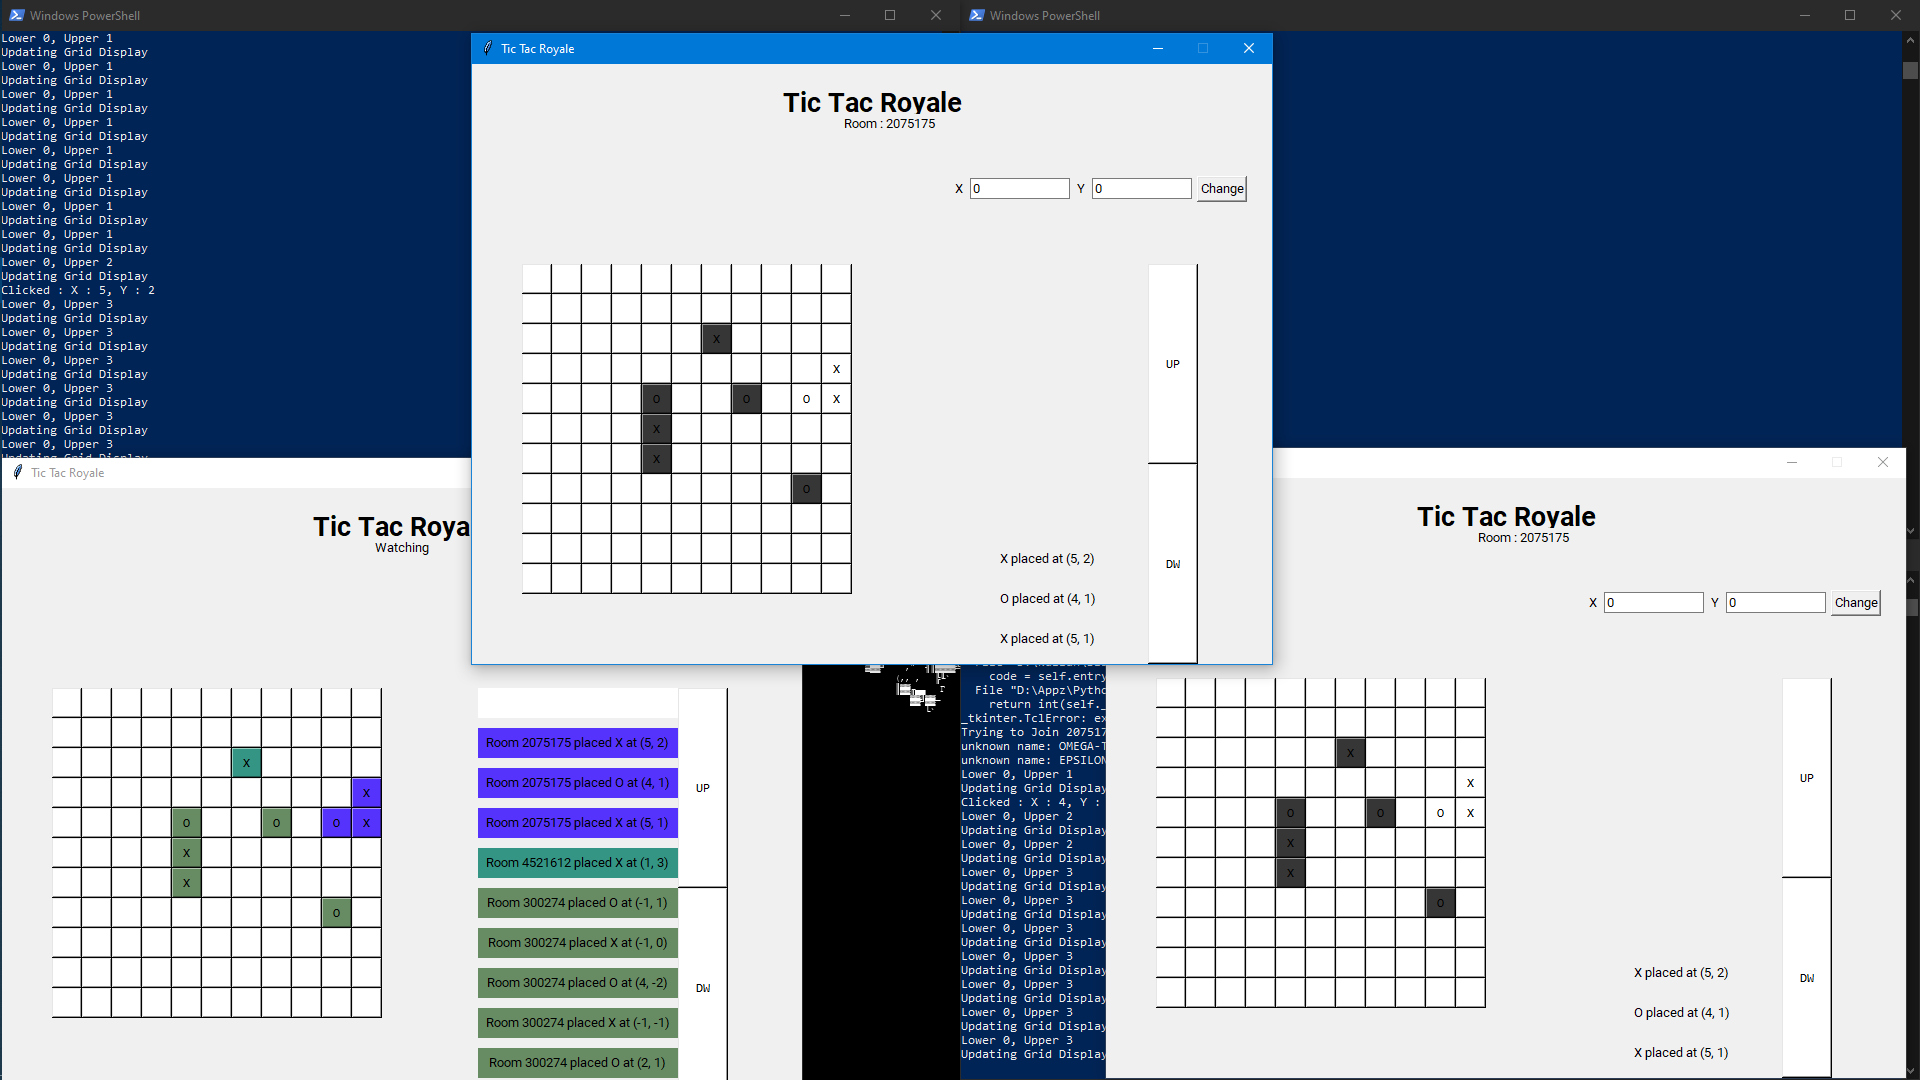 Windows PowerShell
Windows PowerShell
Lower 0, Upper 1
Updating Grid Display
Lower 0, Upper 1
Updating Grid Display
Lower 0, Upper 1
Updating Grid Display
Lower 0, Upper 1
Updating Grid Display
Lower 0, Upper 1
Updating Grid Display
Lower 0, Upper 1
Updating Grid Display
Lower 0, Upper 1
Updating Grid Display
Lower 0, Upper 1
Updating Grid Display
Lower 0, Upper 2
Updating Grid Display
Clicked : X : 5, Y : 2
Lower 0, Upper 3
Updating Grid Display
Lower 0, Upper 3
Updating Grid Display
Lower 0, Upper 3
Updating Grid Display
Lower 0, Upper 3
Updating Grid Display
Lower 0, Upper 3
Updating Grid Display
Lower 0, Upper 3
Tic Tac Royale
Tic Tac Royale
Room : 2075175
X 0 Y 0 Change
X
X
O O O X
X
X
O
UP
DW
X placed at (5, 2)
O placed at (4, 1)
X placed at (5, 1)
Tic Tac Royale
Tic Tac Roya
Watching
X
X
O O O X
X
X
O
Room 2075175 placed X at (5, 2)
Room 2075175 placed O at (4, 1)
Room 2075175 placed X at (5, 1)
Room 4521612 placed X at (1, 3)
Room 300274 placed O at (-1, 1)
Room 300274 placed X at (-1, 0)
Room 300274 placed O at (4, -2)
Room 300274 placed X at (-1, -1)
Room 300274 placed O at (2, 1)
UP
DW
code = self.entry
File "D:\Appz\Pytho
return int(self._
_tkinter.TclError: ex
Trying to Join 207517
unknown name: OMEGA-T
unknown name: EPSILON
Lower 0, Upper 1
Updating Grid Display
Clicked : X : 4, Y :
Lower 0, Upper 2
Updating Grid Display
Lower 0, Upper 2
Updating Grid Display
Lower 0, Upper 3
Updating Grid Display
Lower 0, Upper 3
Updating Grid Display
Lower 0, Upper 3
Updating Grid Display
Lower 0, Upper 3
Updating Grid Display
Lower 0, Upper 3
Updating Grid Display
Lower 0, Upper 3
Updating Grid Display
Lower 0, Upper 3
Updating Grid Display
Tic Tac Royale
Room : 2075175
X 0 Y 0 Change
X
X
O O O X
X
X
O
UP
DW
X placed at (5, 2)
O placed at (4, 1)
X placed at (5, 1)